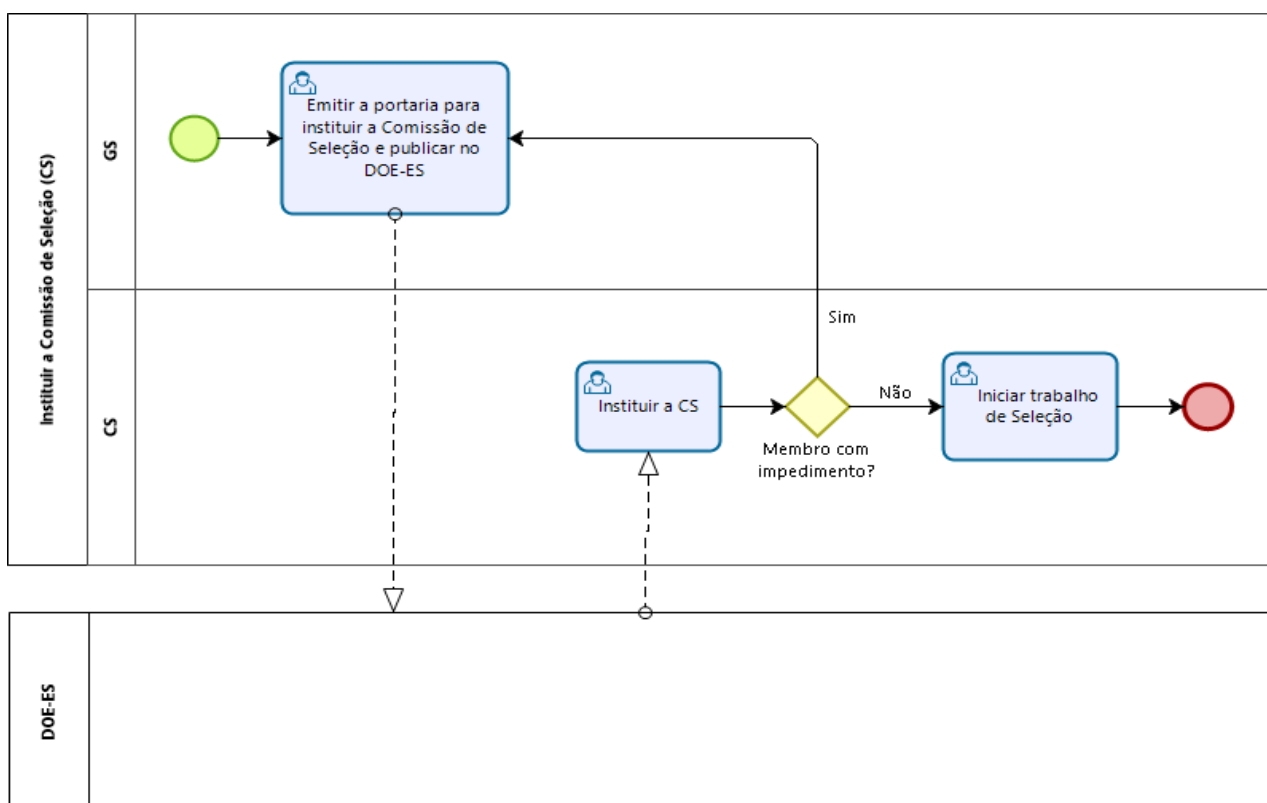 Instituir a Comissão de Seleção (CS)
GS
Emitir a portaria para
instituir a Comissão de
Seleção e publicar no
DOE-ES
CS
Instituir a CS
Sim
Membro com
impedimento?
Não
Iniciar trabalho
de Seleção
DOE-ES